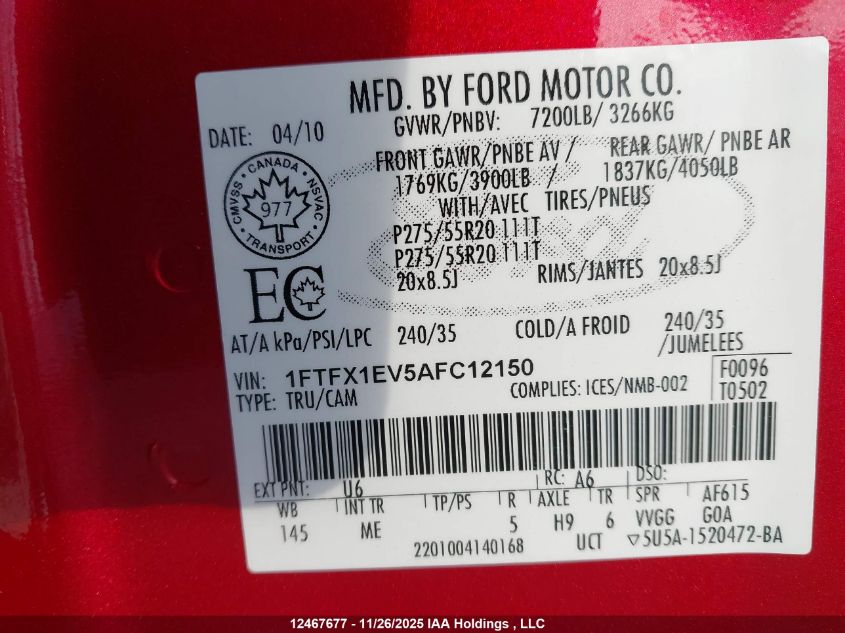 MFD. BY FORD MOTOR CO.
DATE: 04/10 GVWR/PNBV: 7200LB/ 3266KG
FRONT GAWR/PNBE AV / REAR GAWR/ PNBE AR
1769KG/3900LB / 1837KG/4050LB
WITH/AVEC TIRES/PNEUS
CANADA
CMVSS NSVAC
977
TRANSPORT
P275/55R20 111T
P275/55R20 111T
20x8.5J RIMS/JANTES 20x8.5J
EC
AT/A kPa/PSI/LPC 240/35 COLD/A FROID 240/35
/JUMELEES
VIN: 1FTFX1EV5AFC12150 F0096
TYPE: TRU/CAM COMPLIES: ICES/NMB-002 T0502
EXT PNT: U6 RC: A6 DSO:
WB INT TR TP/PS R AXLE TR SPR AF615
145 ME 5 H9 6 VVGG GOA
2201004140168 UCT ▽5U5A-1520472-BA
12467677 - 11/26/2025 IAA Holdings , LLC